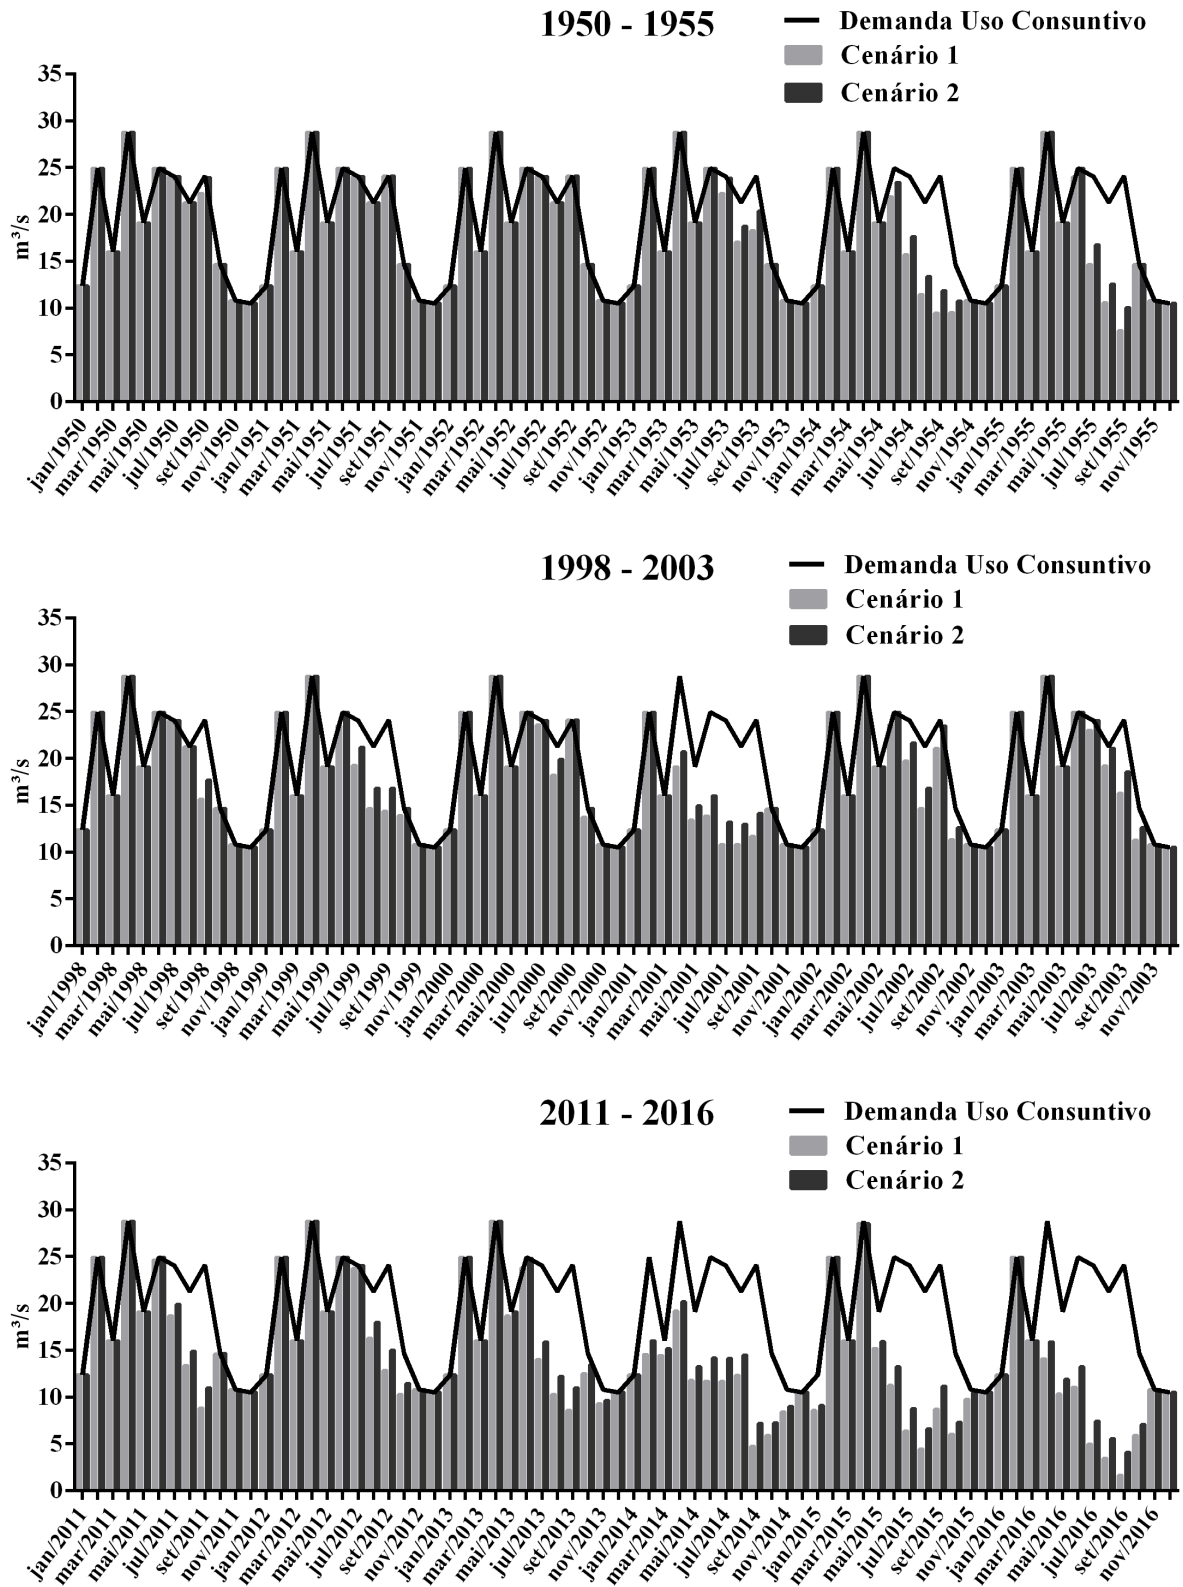 1950 - 1955
Demanda Uso Consuntivo
Cenário 1
Cenário 2
m³/s
35
30
25
20
15
10
5
0
jan/1950
mar/1950
mai/1950
jul/1950
set/1950
nov/1950
jan/1951
mar/1951
mai/1951
jul/1951
set/1951
nov/1951
jan/1952
mar/1952
mai/1952
jul/1952
set/1952
nov/1952
jan/1953
mar/1953
mai/1953
jul/1953
set/1953
nov/1953
jan/1954
mar/1954
mai/1954
jul/1954
set/1954
nov/1954
jan/1955
mar/1955
mai/1955
jul/1955
set/1955
nov/1955
1998 - 2003
Demanda Uso Consuntivo
Cenário 1
Cenário 2
m³/s
35
30
25
20
15
10
5
0
jan/1998
mar/1998
mai/1998
jul/1998
set/1998
nov/1998
jan/1999
mar/1999
mai/1999
jul/1999
set/1999
nov/1999
jan/2000
mar/2000
mai/2000
jul/2000
set/2000
nov/2000
jan/2001
mar/2001
mai/2001
jul/2001
set/2001
nov/2001
jan/2002
mar/2002
mai/2002
jul/2002
set/2002
nov/2002
jan/2003
mar/2003
mai/2003
jul/2003
set/2003
nov/2003
2011 - 2016
Demanda Uso Consuntivo
Cenário 1
Cenário 2
m³/s
35
30
25
20
15
10
5
0
jan/2011
mar/2011
mai/2011
jul/2011
set/2011
nov/2011
jan/2012
mar/2012
mai/2012
jul/2012
set/2012
nov/2012
jan/2013
mar/2013
mai/2013
jul/2013
set/2013
nov/2013
jan/2014
mar/2014
mai/2014
jul/2014
set/2014
nov/2014
jan/2015
mar/2015
mai/2015
jul/2015
set/2015
nov/2015
jan/2016
mar/2016
mai/2016
jul/2016
set/2016
nov/2016